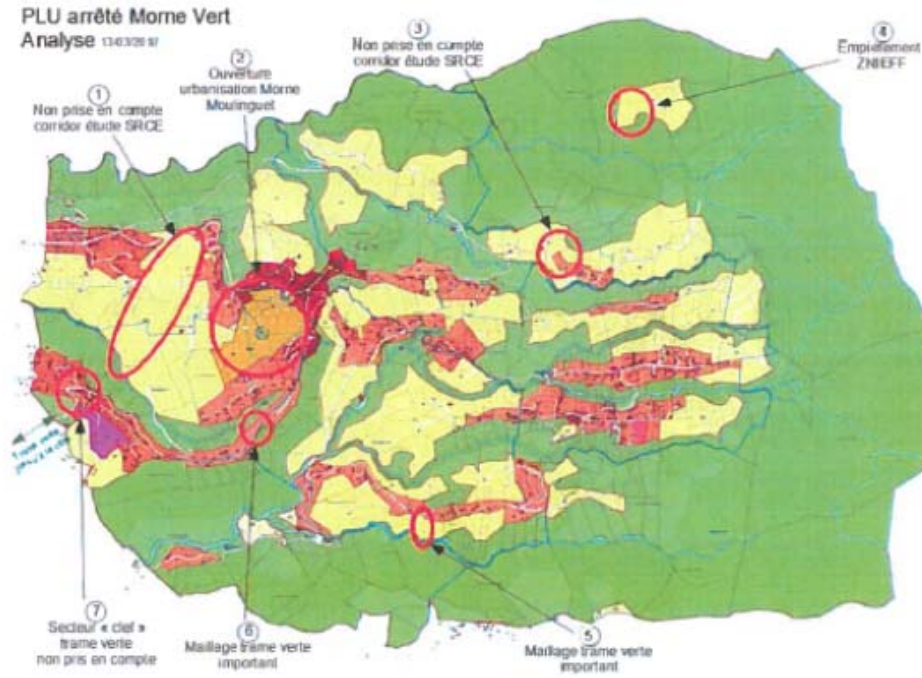 PLU arrêté Morne Vert
Analyse
1
Non prise en compte
corridor étude SRCE
2
Ouverture
urbanisation Morne
Moulinguet
3
Non prise en compte
corridor étude SRCE
4
Empiètement
ZNIEFF
7
Secteur « clef »
trame verte
non pris en compte
6
Maillage trame verte
important
5
Maillage trame verte
important